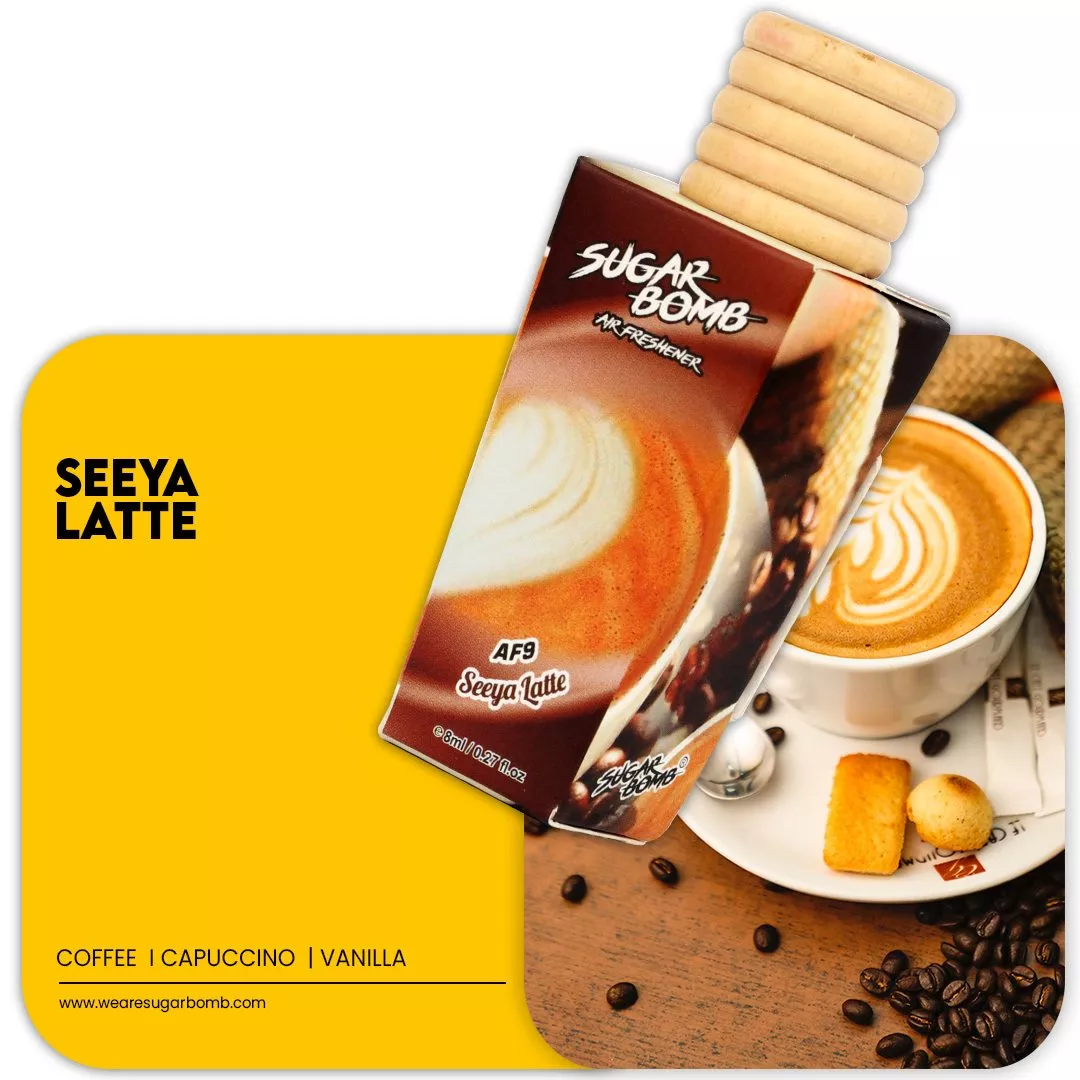 SUGAR
BOMB
AIR FRESHENER
SEEYA
LATTE
AF9
Seeya Latte
℮ 8ml / 0.27 fl.oz
SUGAR
BOMB
COFFEE I CAPUCCINO | VANILLA
www.wearesugarbomb.com